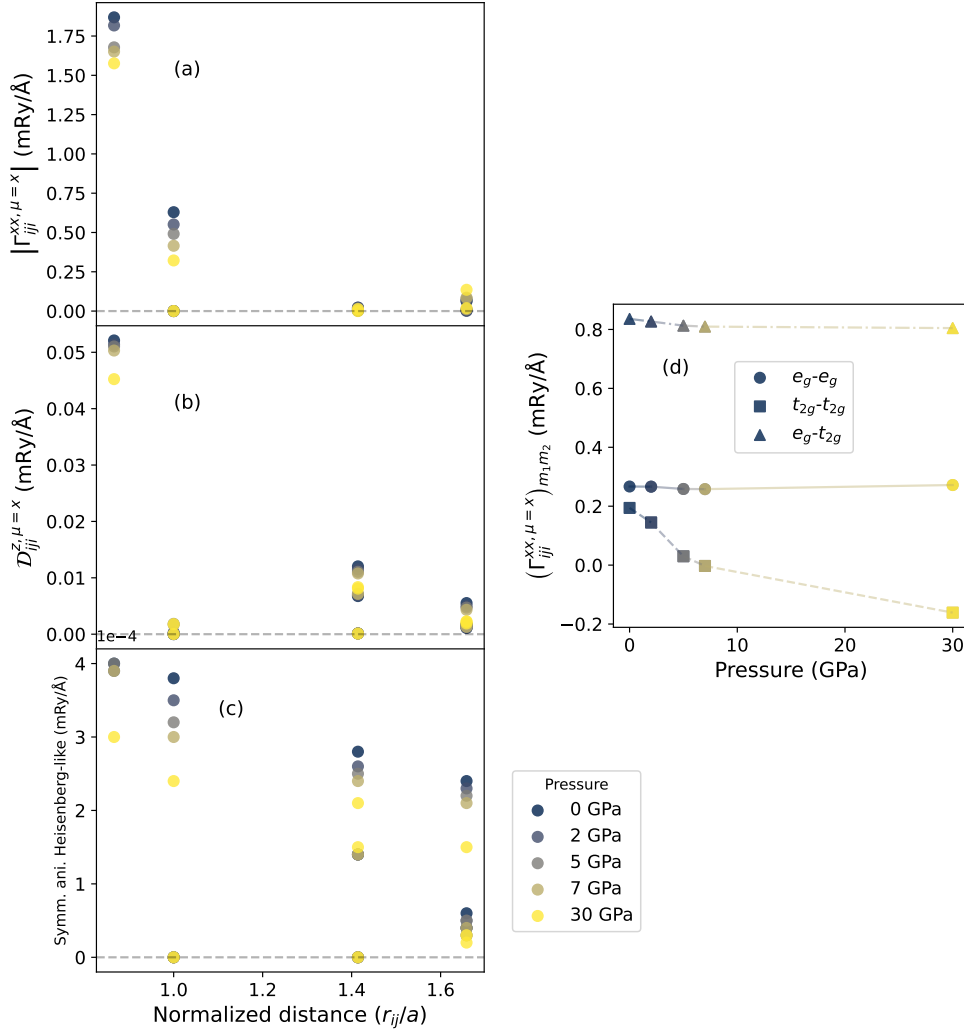 1.75
1.50
1.25
1.00
0.75
0.50
0.25
0.00
|Γ_{iji}^{xx,μ=x}| (mRy/Å)
(a)
0.05
0.04
0.03
0.02
0.01
0.00
𝒟_{iji}^{z,μ=x} (mRy/Å)
(b)
1e−4
4
3
2
1
0
Symm. ani. Heisenberg-like (mRy/Å)
(c)
1.0 1.2 1.4 1.6
Normalized distance (r_{ij}/a)
0.8
0.6
0.4
0.2
0.0
−0.2
(Γ_{iji}^{xx,μ=x})_{m_1m_2} (mRy/Å)
(d)
e_g-e_g
t_{2g}-t_{2g}
e_g-t_{2g}
0 10 20 30
Pressure (GPa)
Pressure
0 GPa
2 GPa
5 GPa
7 GPa
30 GPa